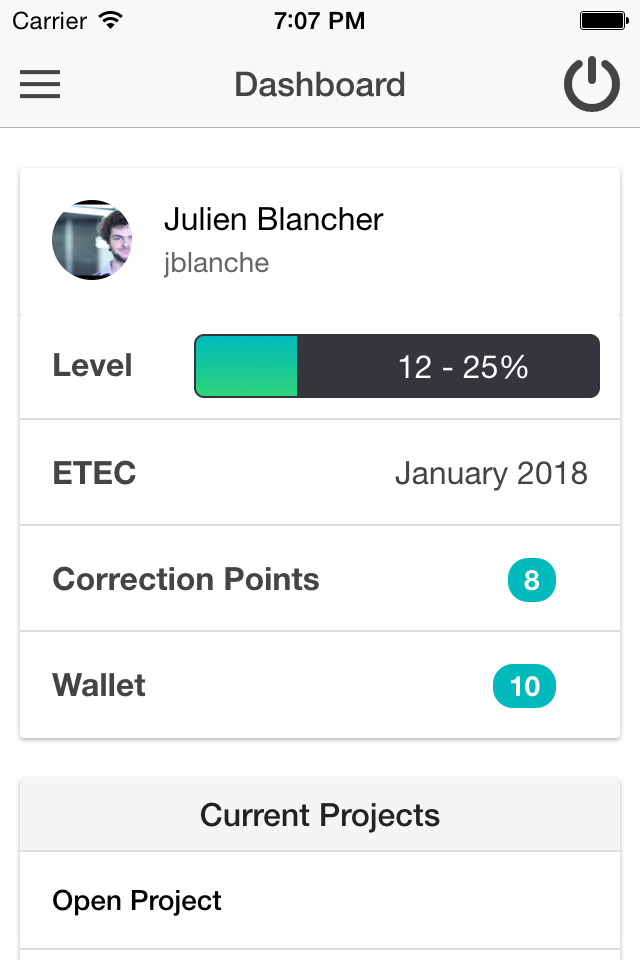 Carrier 7:07 PM
Dashboard
Julien Blancher
jblanche
Level 12 - 25%
ETEC January 2018
Correction Points 8
Wallet 10
Current Projects
Open Project